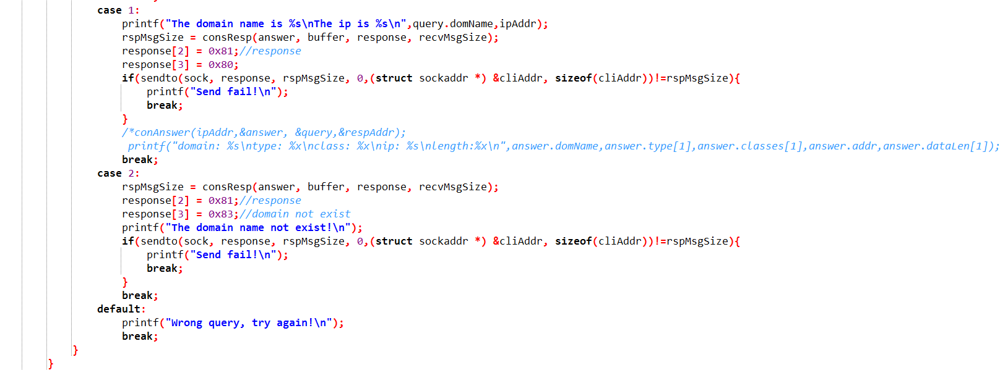 case 1:
printf("The domain name is %s\nThe ip is %s\n",query.domName,ipAddr);
rspMsgSize = consResp(answer, buffer, response, recvMsgSize);
response[2] = 0x81;//response
response[3] = 0x80;
if(sendto(sock, response, rspMsgSize, 0,(struct sockaddr *) &cliAddr, sizeof(cliAddr))!=rspMsgSize){
printf("Send fail!\n");
break;
}
/*conAnswer(ipAddr,&answer, &query,&respAddr);
printf("domain: %s\ntype: %x\nclass: %x\nip: %s\nlength:%x\n",answer.domName,answer.type[1],answer.classes[1],answer.addr,answer.dataLen[1]);
break;
case 2:
rspMsgSize = consResp(answer, buffer, response, recvMsgSize);
response[2] = 0x81;//response
response[3] = 0x83;//domain not exist
printf("The domain name not exist!\n");
if(sendto(sock, response, rspMsgSize, 0,(struct sockaddr *) &cliAddr, sizeof(cliAddr))!=rspMsgSize){
printf("Send fail!\n");
break;
}
break;
default:
printf("Wrong query, try again!\n");
break;
}
}